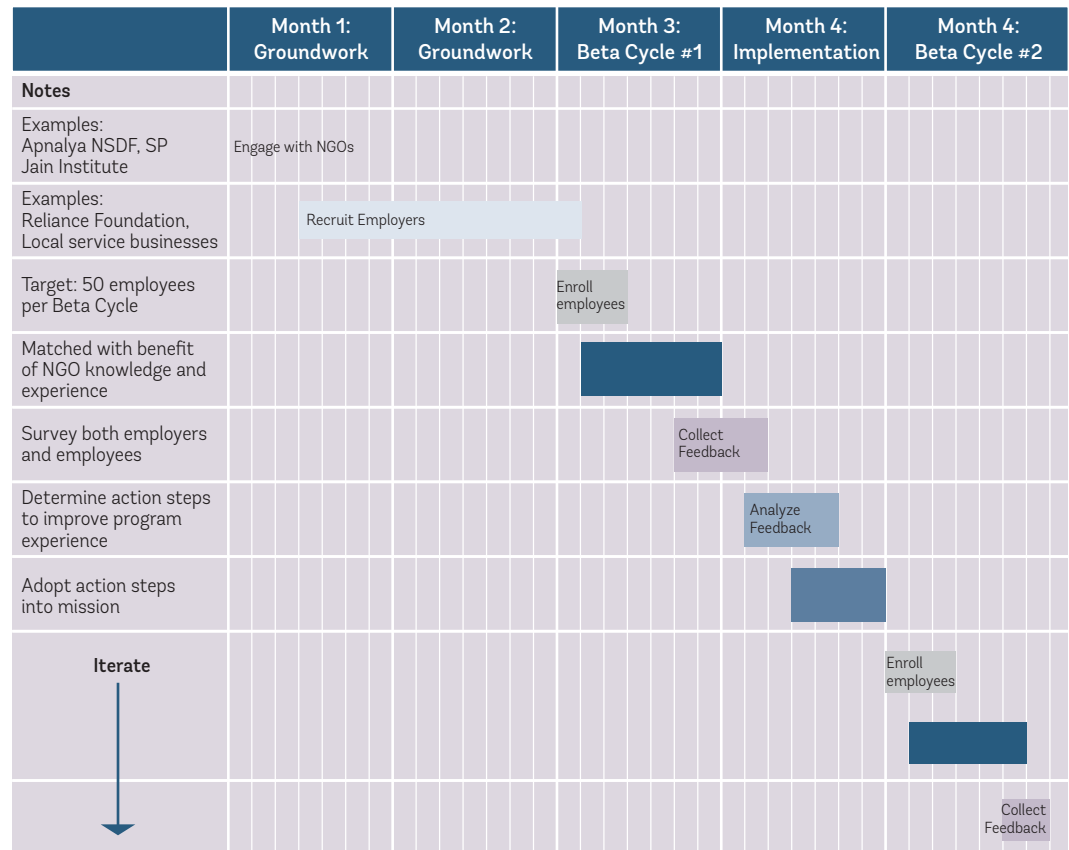 Month 1:
Groundwork
Month 2:
Groundwork
Month 3:
Beta Cycle #1
Month 4:
Implementation
Month 4:
Beta Cycle #2
Notes
Examples:
Apnalya NSDF, SP
Jain Institute
Engage with NGOs
Examples:
Reliance Foundation,
Local service businesses
Recruit Employers
Target: 50 employees
per Beta Cycle
Enroll
employees
Matched with benefit
of NGO knowledge and
experience
Survey both employers
and employees
Collect
Feedback
Determine action steps
to improve program
experience
Analyze
Feedback
Adopt action steps
into mission
Iterate
Enroll
employees
Collect
Feedback